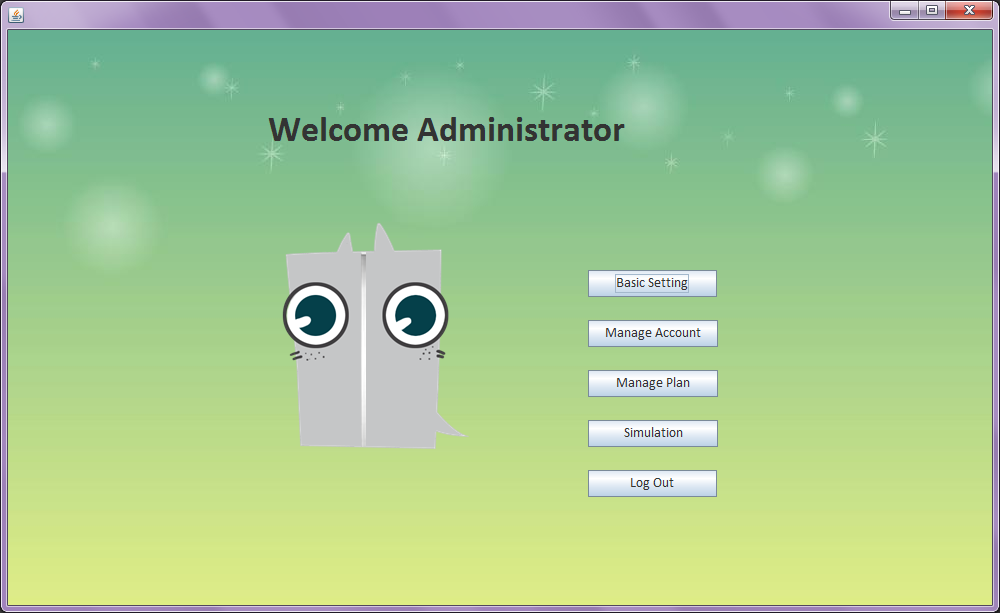 Welcome Administrator
Basic Setting
Manage Account
Manage Plan
Simulation
Log Out